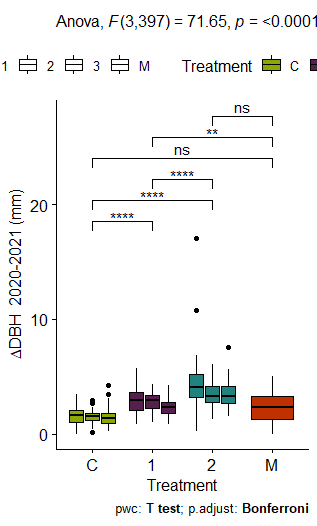 Anova, F(3,397) = 71.65, p = <0.0001
1 2 3 M Treatment C
ns
**
ns
****
****
****
20
10
0
ΔDBH 2020-2021 (mm)
C 1 2 M
Treatment
pwc: T test; p.adjust: Bonferroni